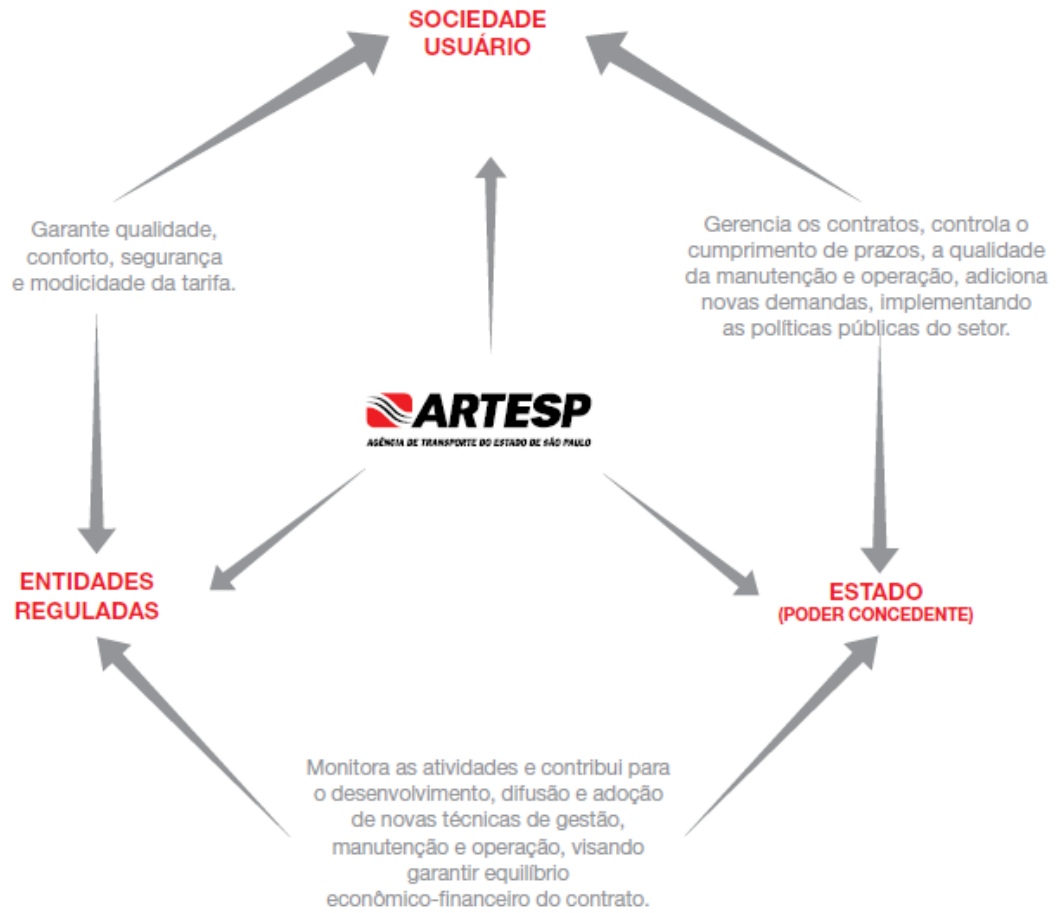 SOCIEDADE
USUÁRIO
Garante qualidade,
conforto, segurança
e modicidade da tarifa.
Gerencia os contratos, controla o
cumprimento de prazos, a qualidade
da manutenção e operação, adiciona
novas demandas, implementando
as políticas públicas do setor.
ARTESP
AGÊNCIA DE TRANSPORTE DO ESTADO DE SÃO PAULO
ENTIDADES
REGULADAS
ESTADO
(PODER CONCEDENTE)
Monitora as atividades e contribui para
o desenvolvimento, difusão e adoção
de novas técnicas de gestão,
manutenção e operação, visando
garantir equilíbrio
econômico-financeiro do contrato.